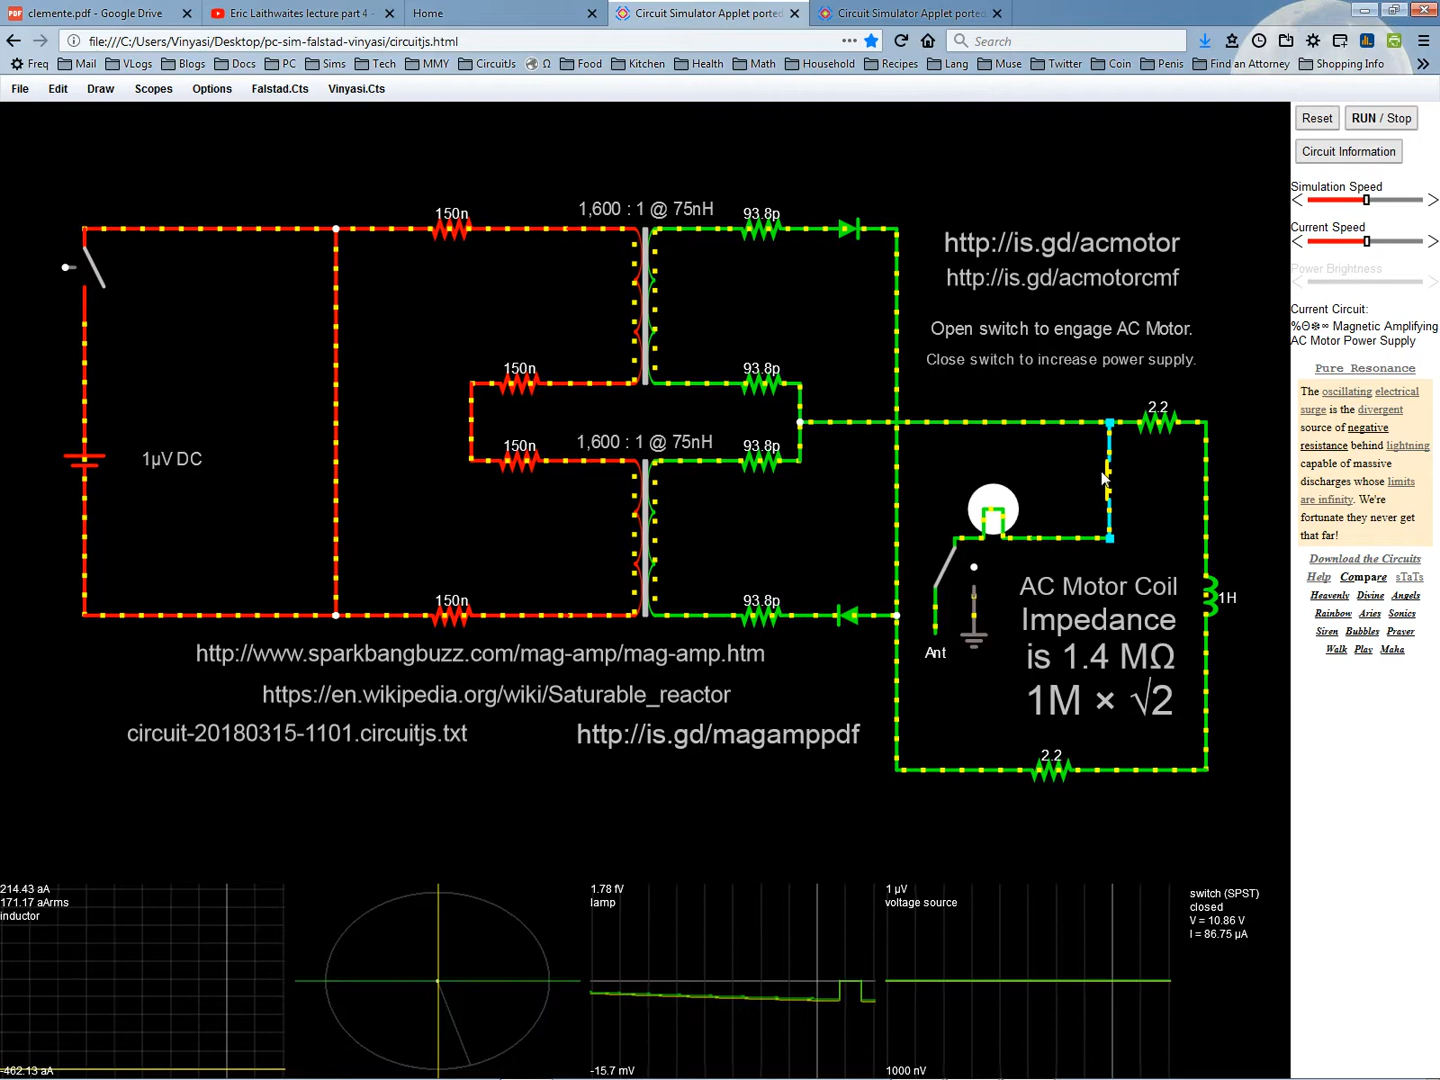 clemente.pdf - Google Drive
Eric Laithwaites lecture part 4 -
Home
Circuit Simulator Applet ported
Circuit Simulator Applet ported
file:///C:/Users/Vinyasi/Desktop/pc-sim-falstad-vinyasi/circuitjs.html
Search
Freq Mail VLogs Blogs Docs PC Sims Tech MMY CircuitJs Ω Food Kitchen Health Math Household Recipes Lang Muse Twitter Coin Penis Find an Attorney Shopping Info
File Edit Draw Scopes Options Falstad.Cts Vinyasi.Cts
Reset
RUN / Stop
Circuit Information
Simulation Speed
Current Speed
Power Brightness
Current Circuit:
%Θ❊∞ Magnetic Amplifying
AC Motor Power Supply
Pure Resonance
The oscillating electrical
surge is the divergent
source of negative
resistance behind lightning
capable of massive
discharges whose limits
are infinity. We're
fortunate they never get
that far!
Download the Circuits
Help Compare sTaTs
Heavenly Divine Angels
Rainbow Aries Sonics
Siren Bubbles Prayer
Walk Play Maha
150n
1,600 : 1 @ 75nH
93.8p
http://is.gd/acmotor
http://is.gd/acmotorcmf
Open switch to engage AC Motor.
Close switch to increase power supply.
150n
93.8p
2.2
150n
1,600 : 1 @ 75nH
93.8p
1µV DC
AC Motor Coil
Impedance
is 1.4 MΩ
1M × √2
1H
150n
93.8p
Ant
http://www.sparkbangbuzz.com/mag-amp/mag-amp.htm
https://en.wikipedia.org/wiki/Saturable_reactor
circuit-20180315-1101.circuitjs.txt
http://is.gd/magamppdf
2.2
214.43 aA
171.17 aArms
inductor
-462.13 aA
1.78 fV
lamp
-15.7 mV
1 µV
voltage source
1000 nV
switch (SPST)
closed
V = 10.86 V
I = 86.75 µA